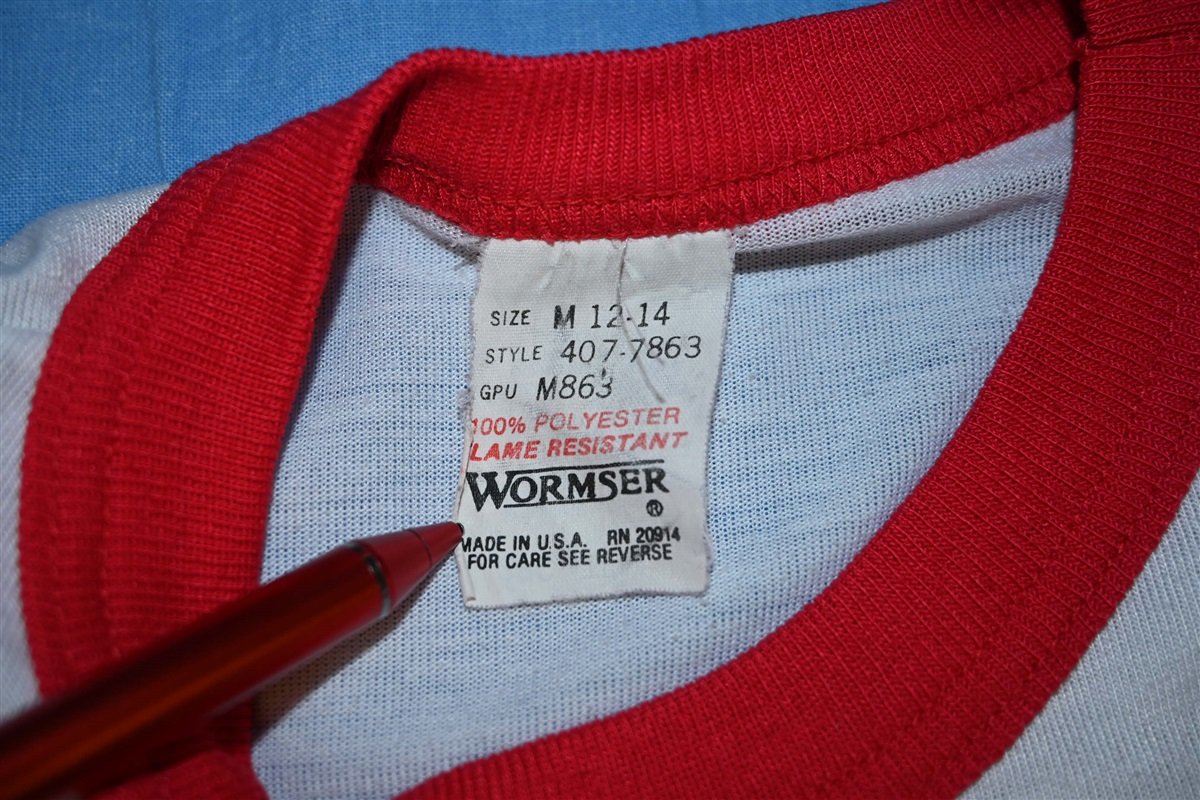 SIZE M 12-14
STYLE 407-7863
GPU M863
100% POLYESTER
LAME RESISTANT
WORMSER
®
MADE IN U.S.A. RN 20914
FOR CARE SEE REVERSE